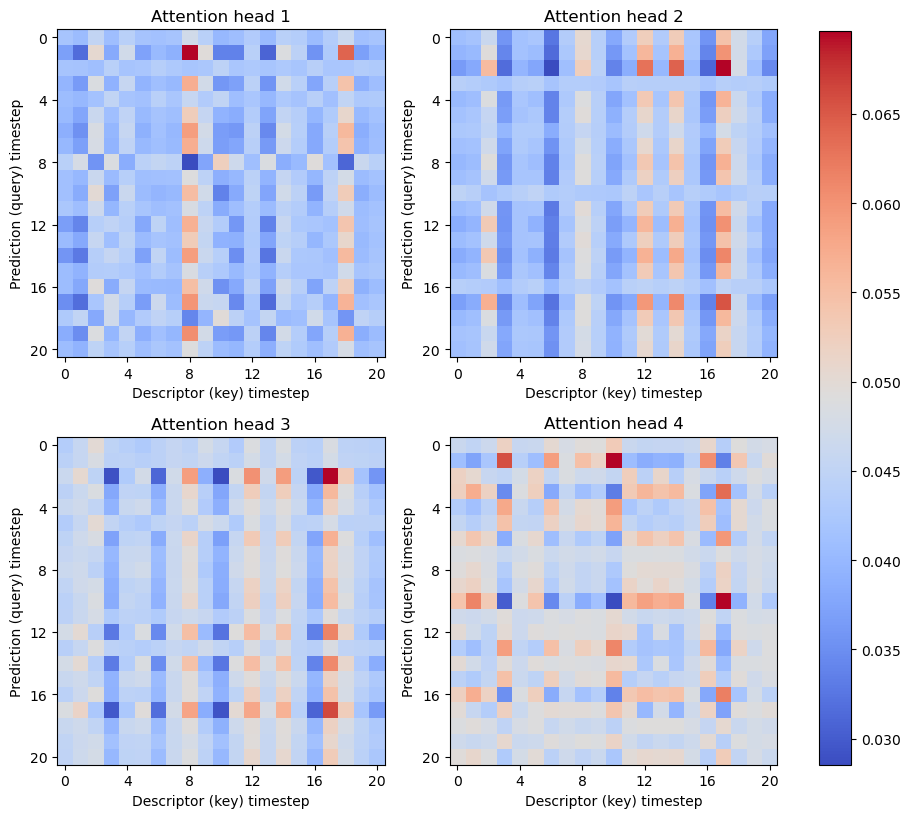 Attention head 1
Attention head 2
Prediction (query) timestep
0
4
8
12
16
20
0 4 8 12 16 20
Descriptor (key) timestep
Prediction (query) timestep
0
4
8
12
16
20
0 4 8 12 16 20
Descriptor (key) timestep
Attention head 3
Attention head 4
Prediction (query) timestep
0
4
8
12
16
20
0 4 8 12 16 20
Descriptor (key) timestep
Prediction (query) timestep
0
4
8
12
16
20
0 4 8 12 16 20
Descriptor (key) timestep
0.065
0.060
0.055
0.050
0.045
0.040
0.035
0.030